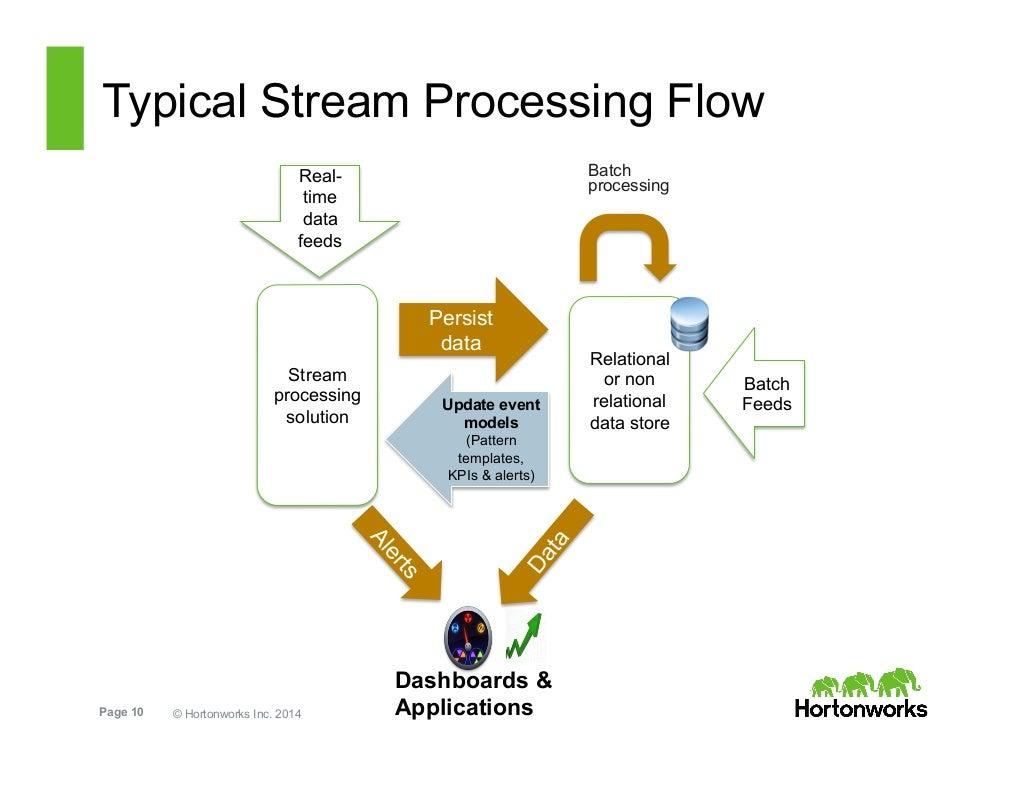 Typical Stream Processing Flow
Real-
time
data
feeds
Batch
processing
Persist
data
Stream
processing
solution
Update event
models
(Pattern
templates,
KPIs & alerts)
Relational
or non
relational
data store
Batch
Feeds
Alerts
Data
Dashboards &
Applications
Page 10
© Hortonworks Inc. 2014
Hortonworks